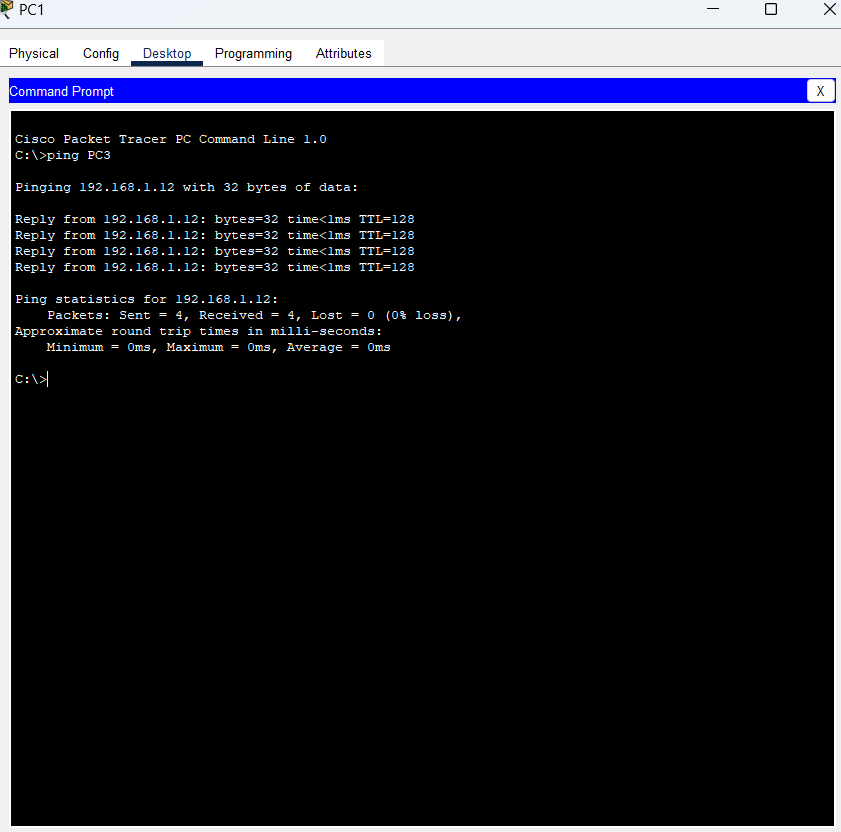 PC1
Physical Config Desktop Programming Attributes
Command Prompt X
Cisco Packet Tracer PC Command Line 1.0
C:\>ping PC3
Pinging 192.168.1.12 with 32 bytes of data:
Reply from 192.168.1.12: bytes=32 time<1ms TTL=128
Reply from 192.168.1.12: bytes=32 time<1ms TTL=128
Reply from 192.168.1.12: bytes=32 time<1ms TTL=128
Reply from 192.168.1.12: bytes=32 time<1ms TTL=128
Ping statistics for 192.168.1.12:
    Packets: Sent = 4, Received = 4, Lost = 0 (0% loss),
Approximate round trip times in milli-seconds:
    Minimum = 0ms, Maximum = 0ms, Average = 0ms
C:\>